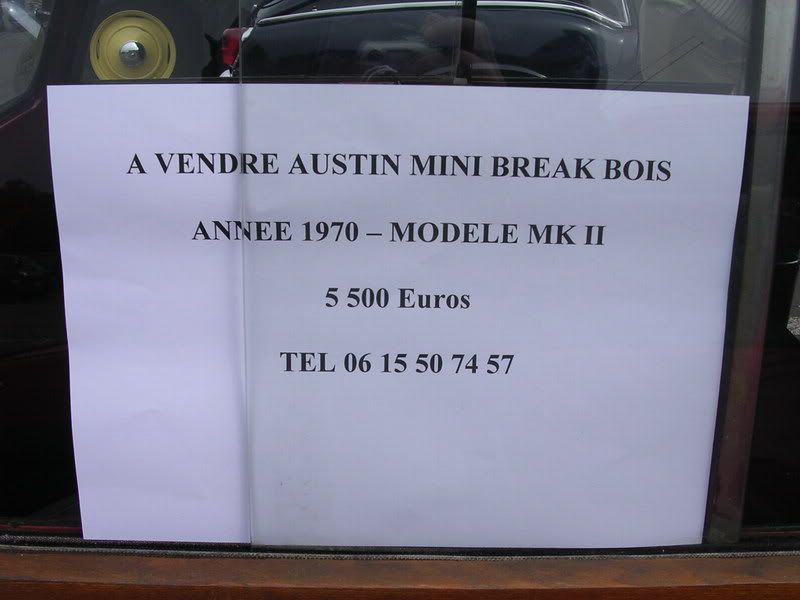 A VENDRE AUSTIN MINI BREAK BOIS
ANNEE 1970 – MODELE MK II
5 500 Euros
TEL 06 15 50 74 57